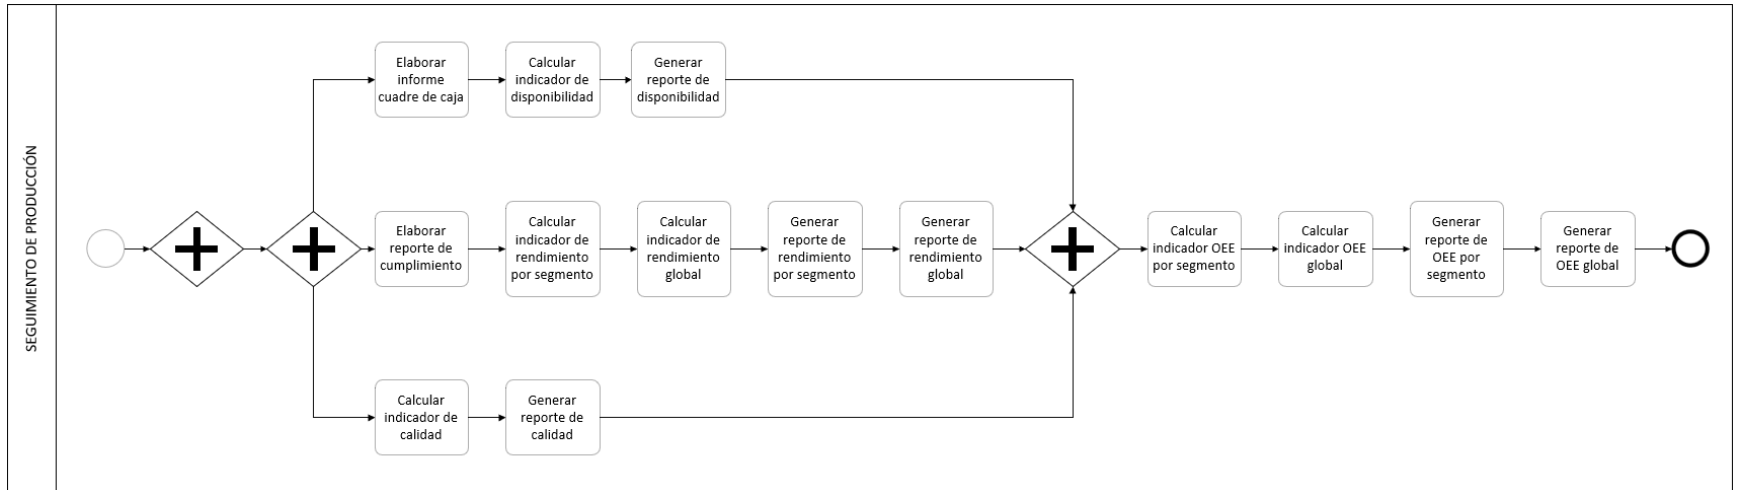 SEGUIMIENTO DE PRODUCCIÓN
Elaborar
informe
cuadre de caja
Calcular
indicador de
disponibilidad
Generar
reporte de
disponibilidad
Elaborar
reporte de
cumplimiento
Calcular
indicador de
rendimiento
por segmento
Calcular
indicador de
rendimiento
global
Generar
reporte de
rendimiento
por segmento
Generar
reporte de
rendimiento
global
Calcular
indicador OEE
por segmento
Calcular
indicador OEE
global
Generar
reporte de
OEE por
segmento
Generar
reporte de
OEE global
Calcular
indicador de
calidad
Generar
reporte de
calidad